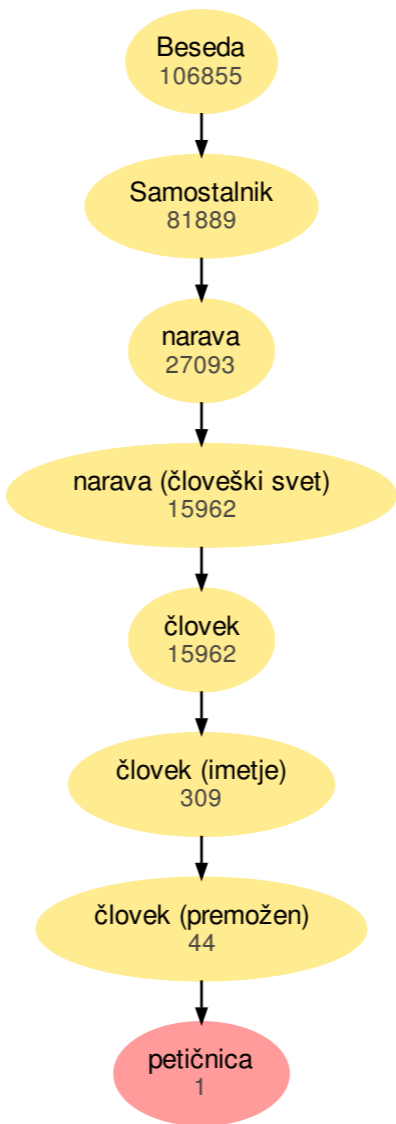 Beseda
106855
Samostalnik
81889
narava
27093
narava (človeški svet)
15962
človek
15962
človek (imetje)
309
človek (premožen)
44
petičnica
1